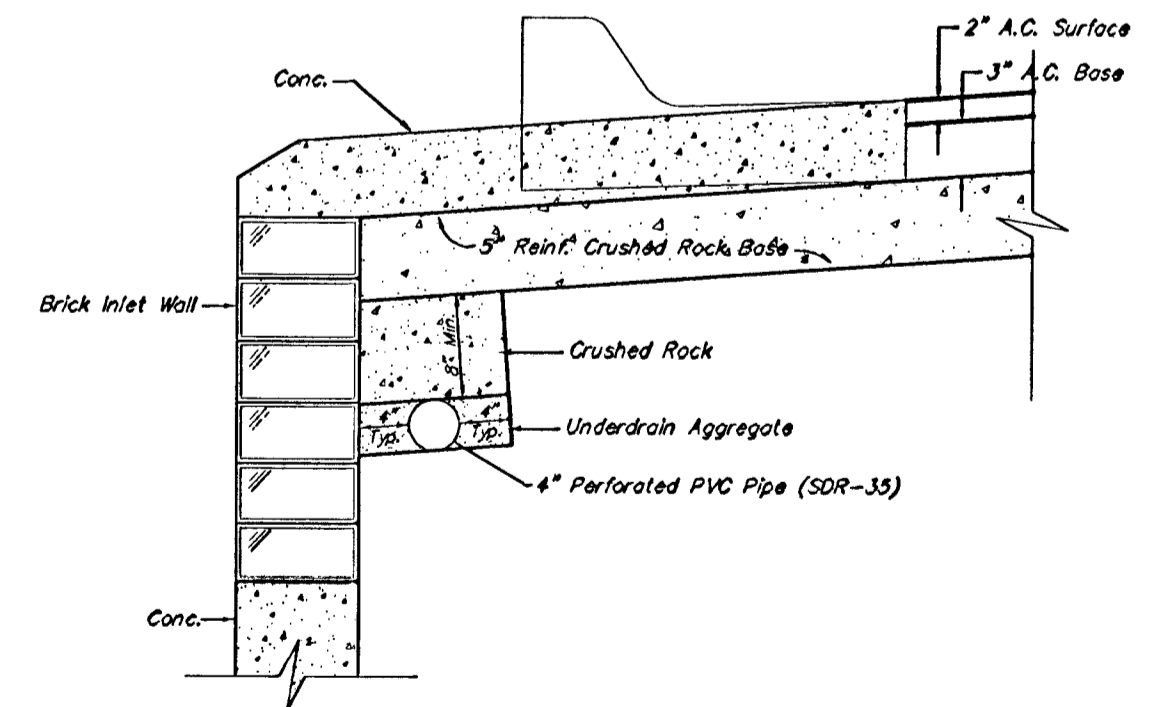 2" A.C. Surface
3" A.C. Base
Conc.
5" Reinf. Crushed Rock Base
Brick Inlet Wall
8" Min.
Crushed Rock
4" Typ.
4" Typ.
Underdrain Aggregate
4" Perforated PVC Pipe (SDR-35)
Conc.